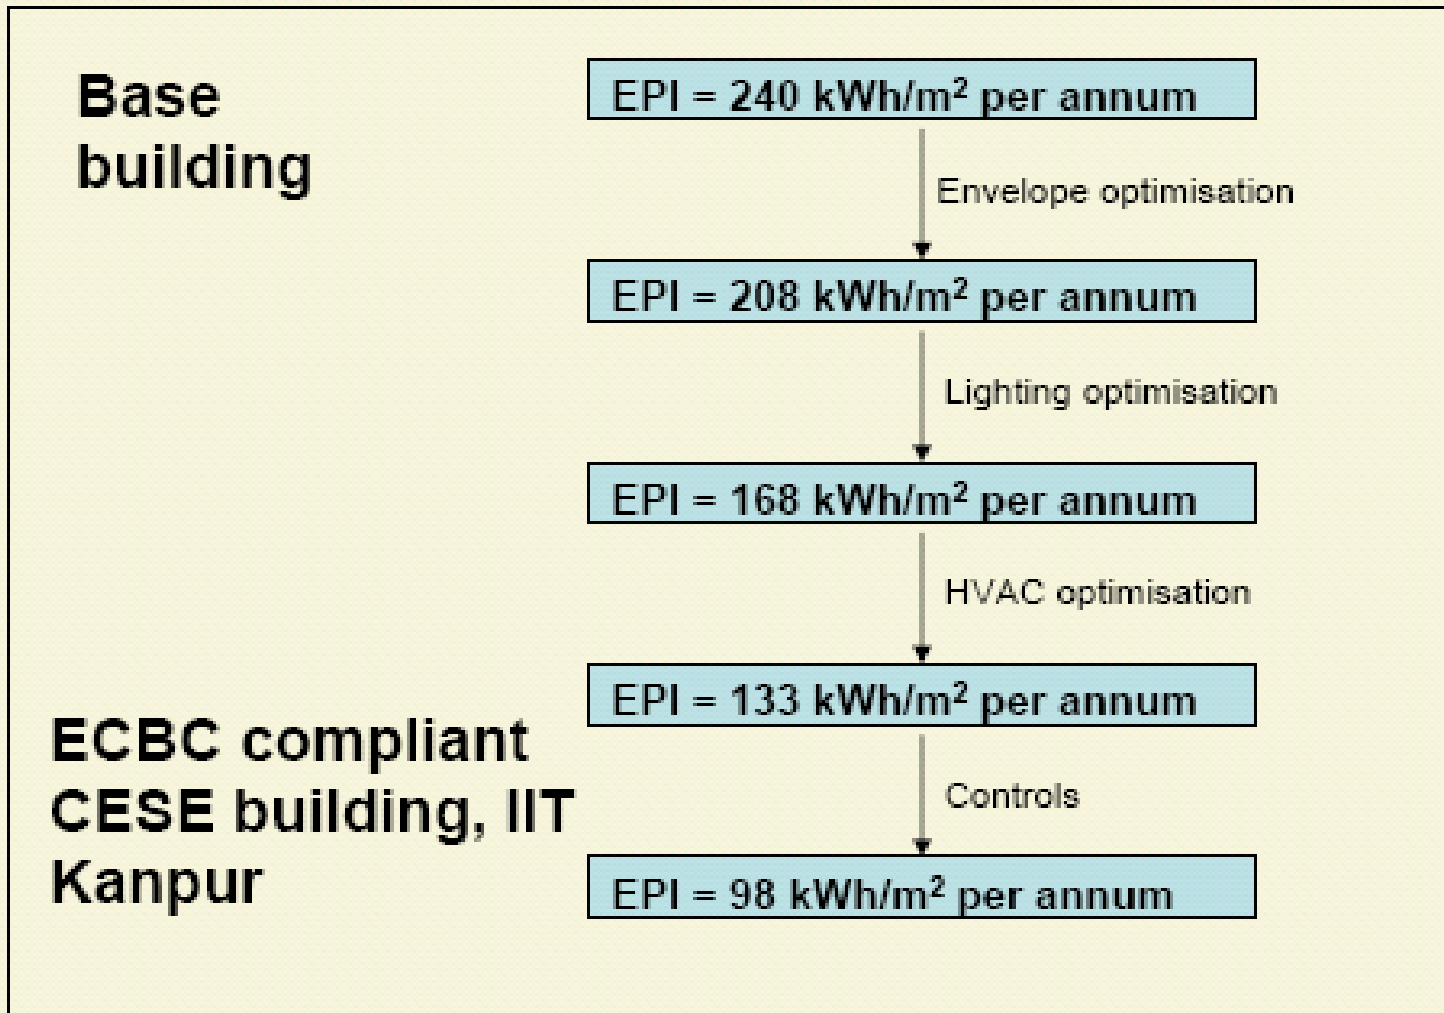 Base
building
EPI = 240 kWh/m² per annum
Envelope optimisation
EPI = 208 kWh/m² per annum
Lighting optimisation
EPI = 168 kWh/m² per annum
HVAC optimisation
EPI = 133 kWh/m² per annum
ECBC compliant
CESE building, IIT
Kanpur
Controls
EPI = 98 kWh/m² per annum